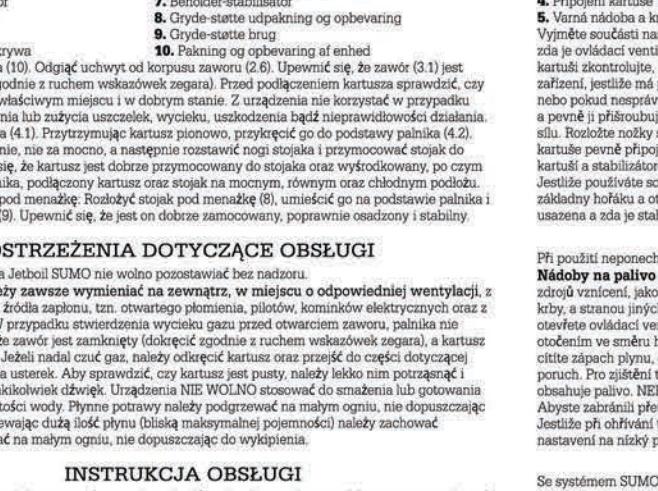 7. Beholder-stabilisator
8. Gryde-støtte udpakning og opbevaring
9. Gryde-støtte brug
10. Pakning og opbevaring af enhed
(10). Odgiąć uchwyt od korpusu zaworu (2.6). Upewnić się, że zawór (3.1) jest
z ruchem wskazówek zegara). Przed podłączeniem kartusza sprawdzić, czy
właściwym miejscu i w dobrym stanie. Z urządzenia nie korzystać w przypadku
lub zużycia uszczelek, wycieku, uszkodzenia bądź nieprawidłowości działania.
(4.1). Przytrzymując kartusz pionowo, przykręcić go do podstawy palnika (4.2).
nie za mocno, a następnie rozstawić nogi stojaka i przymocować stojak do
się, że kartusz jest dobrze przymocowany do stojaka oraz wyśrodkowany, po czym
podłączony kartusz oraz stojak na mocnym, równym oraz chłodnym podłożu.
pod menażkę: Rozłożyć stojak pod menażkę (8), umieścić go na podstawie palnika i
(9). Upewnić się, że jest on dobrze zamocowany, poprawnie osadzony i stabilny.
DOTYCZĄCE OBSŁUGI
Jetboil SUMO nie wolno pozostawiać bez nadzoru.
zawsze wymieniać na zewnątrz, w miejscu o odpowiedniej wentylacji, z
źródła zapłonu, tzn. otwartego płomienia, pilotów, kominków elektrycznych oraz z
W przypadku stwierdzenia wycieku gazu przed otwarciem zaworu, palnika nie
że zawór jest zamknięty (dokręcić zgodnie z ruchem wskazówek zegara), a kartusz
Jeżeli nadal czuć gaz, należy odkręcić kartusz oraz przejść do części dotyczącej
usterek. Aby sprawdzić, czy kartusz jest pusty, należy lekko nim potrząsnąć i
dźwięk. Urządzenia NIE WOLNO stosować do smażenia lub gotowania
wody. Płynne potrawy należy podgrzewać na małym ogniu, nie dopuszczając
dużą ilość płynu (bliską maksymalnej pojemności) należy zachować
na małym ogniu, nie dopuszczając do wykipienia.
INSTRUKCJA OBSŁUGI
4. Připojení kartuše
5. Varná nádoba a
Vyjměte součásti
zda je ovládací
kartuši zkontrolujte,
zařízení, jestliže má
nebo pokud
a pevně ji přišroubuj
sílu. Rozložte nožky
kartuše pevně
kartuší a stabilizátor
Jestliže používáte
základny hořáku a
usazena a zda je
Při použití
Nádoby na palivo
zdrojů vznícení, jako
krby, a stranou jiných
otevřete ovládací
otočením ve směru
cítíte zápach plynu,
poruch. Pro zjištění
obsahuje palivo.
Abyste zabránili
Jestliže při ohřívání
nastavení na nízký
Se systémem SUMO